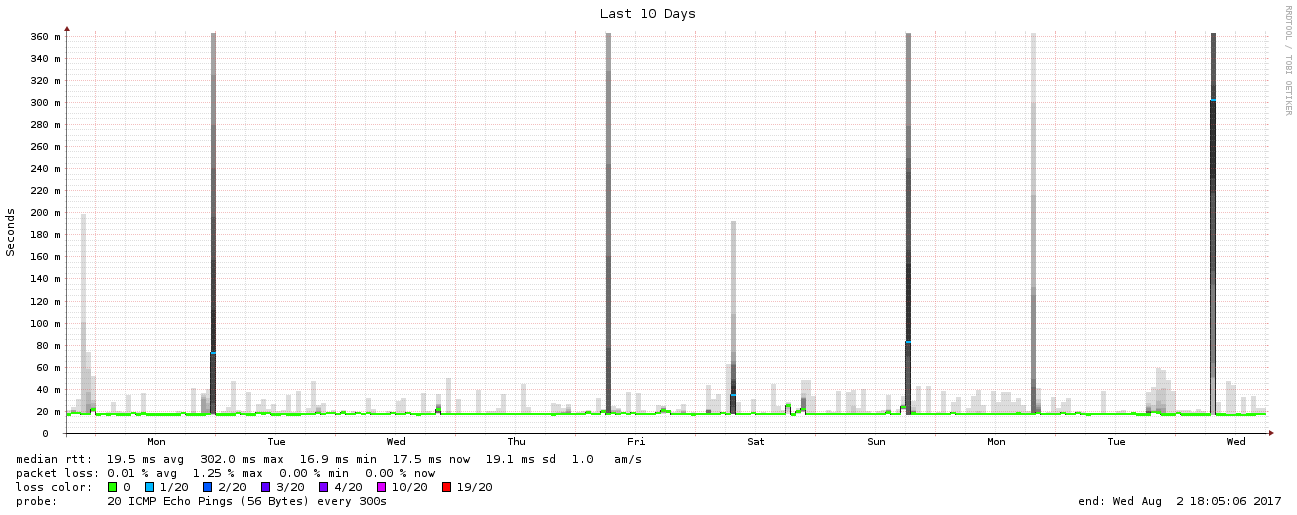 Last 10 Days
RRDTOOL / TOBI OETIKER
Seconds
360 m
340 m
320 m
300 m
280 m
260 m
240 m
220 m
200 m
180 m
160 m
140 m
120 m
100 m
80 m
60 m
40 m
20 m
0
Mon Tue Wed Thu Fri Sat Sun Mon Tue Wed
median rtt: 19.5 ms avg 302.0 ms max 16.9 ms min 17.5 ms now 19.1 ms sd 1.0 am/s
packet loss: 0.01 % avg 1.25 % max 0.00 % min 0.00 % now
loss color: 0 1/20 2/20 3/20 4/20 10/20 19/20
probe: 20 ICMP Echo Pings (56 Bytes) every 300s end: Wed Aug 2 18:05:06 2017